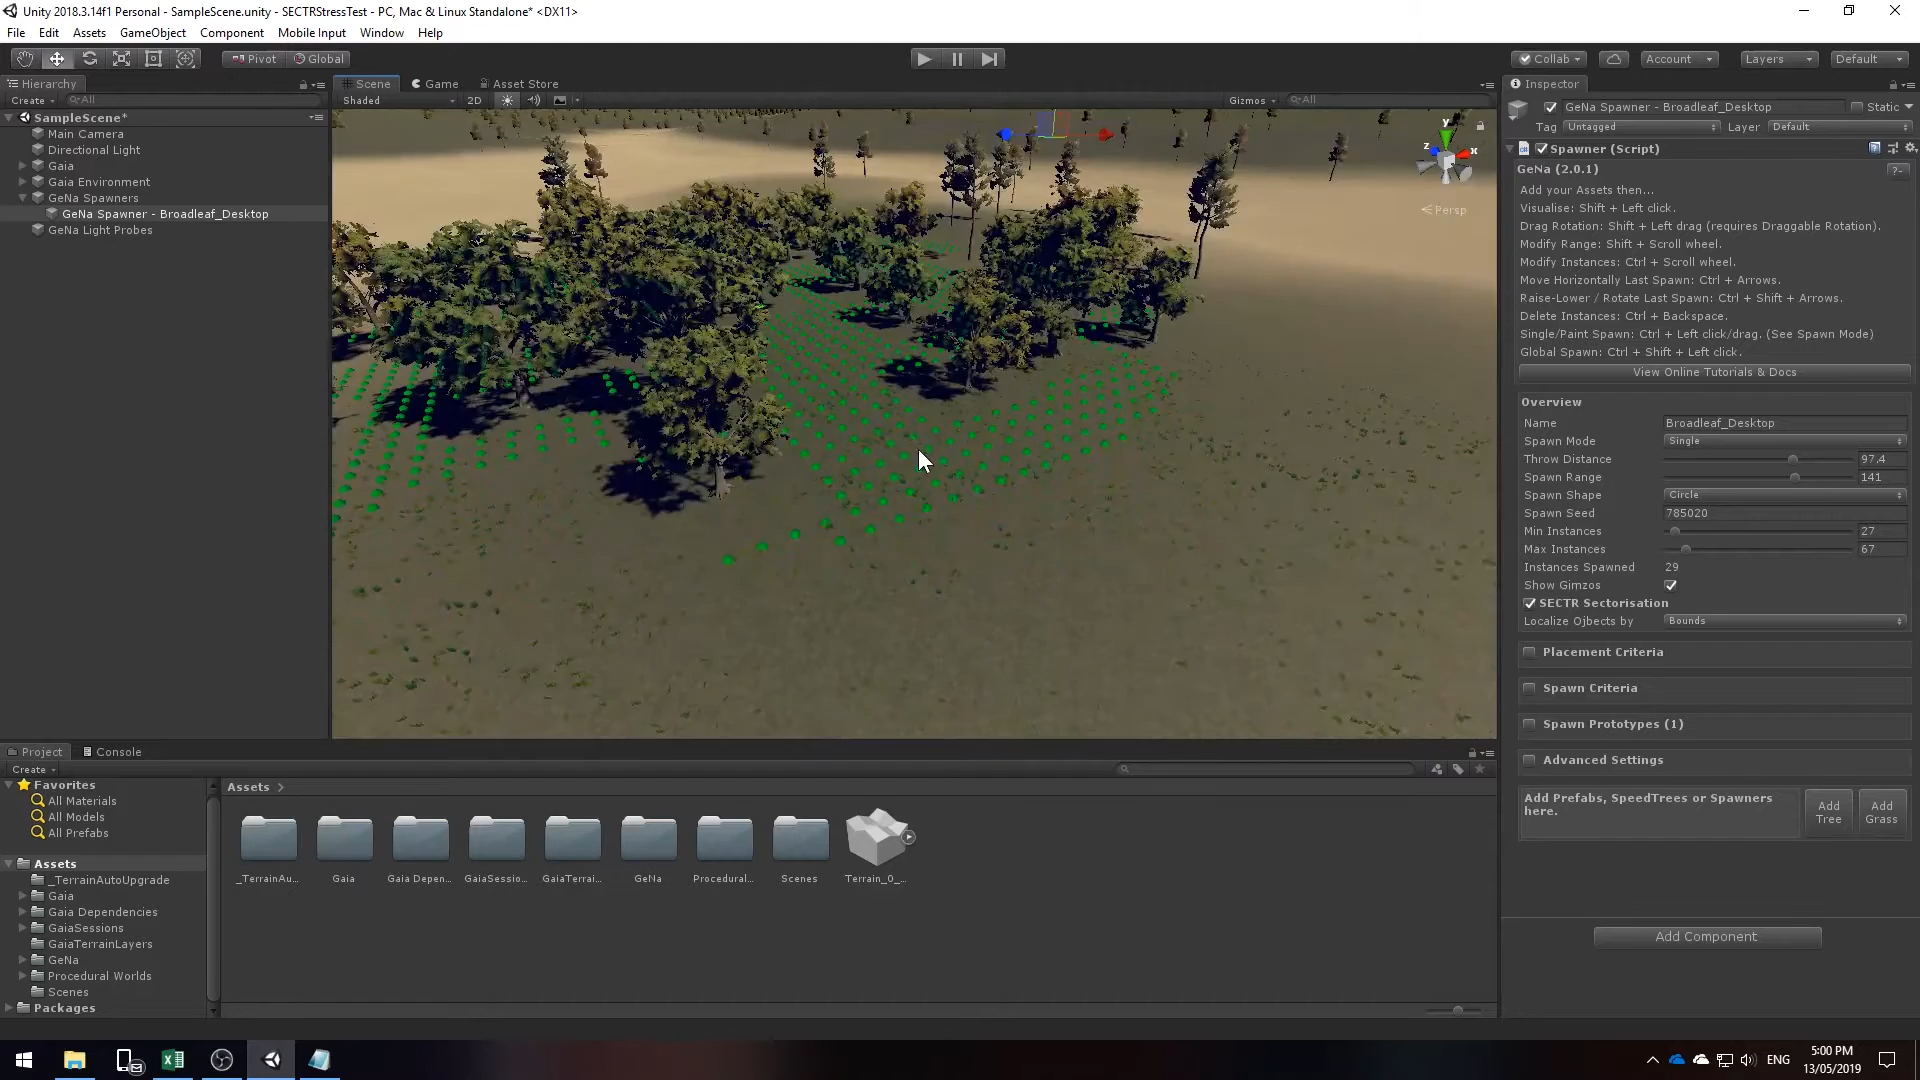 Unity 2018.3.14f1 Personal - SampleScene.unity - SECTRStressTest - PC, Mac & Linux Standalone* <DX11>
File Edit Assets GameObject Component Mobile Input Window Help
Pivot Global Collab Account Layers Default
Hierarchy
Create All
SampleScene*
Main Camera
Directional Light
Gaia
Gaia Environment
GeNa Spawners
GeNa Spawner - Broadleaf_Desktop
GeNa Light Probes
Scene Game Asset Store
Shaded 2D Gizmos All
y
z x
Persp
Inspector
GeNa Spawner - Broadleaf_Desktop Static
Tag Untagged Layer Default
Spawner (Script)
GeNa (2.0.1) ?-
Add your Assets then...
Visualise: Shift + Left click.
Drag Rotation: Shift + Left drag (requires Draggable Rotation).
Modify Range: Shift + Scroll wheel.
Modify Instances: Ctrl + Scroll wheel.
Move Horizontally Last Spawn: Ctrl + Arrows.
Raise-Lower / Rotate Last Spawn: Ctrl + Shift + Arrows.
Delete Instances: Ctrl + Backspace.
Single/Paint Spawn: Ctrl + Left click/drag. (See Spawn Mode)
Global Spawn: Ctrl + Shift + Left click.
View Online Tutorials & Docs
Overview
Name Broadleaf_Desktop
Spawn Mode Single
Throw Distance 97.4
Spawn Range 141
Spawn Shape Circle
Spawn Seed 785020
Min Instances 27
Max Instances 67
Instances Spawned 29
Show Gimzos
SECTR Sectorisation
Localize Ojbects by Bounds
Placement Criteria
Spawn Criteria
Spawn Prototypes (1)
Advanced Settings
Add Prefabs, SpeedTrees or Spawners here.
Add Tree
Add Grass
Add Component
Project Console
Create
Favorites
All Materials
All Models
All Prefabs
Assets
_TerrainAutoUpgrade
Gaia
Gaia Dependencies
GaiaSessions
GaiaTerrainLayers
GeNa
Procedural Worlds
Scenes
Packages
Assets
_TerrainAu... Gaia Gaia Depen... GaiaSessio... GaiaTerrai... GeNa Procedural... Scenes Terrain_0_...
ENG
5:00 PM
13/05/2019